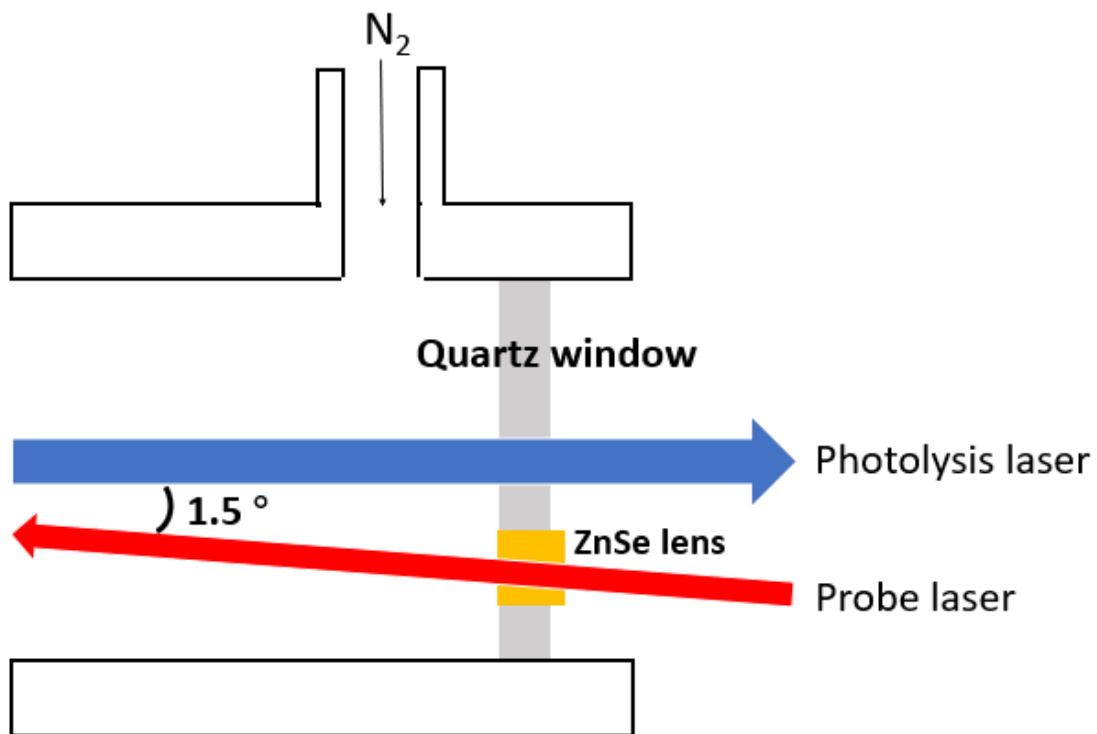 N₂
Quartz window
Photolysis laser
1.5 °
ZnSe lens
Probe laser